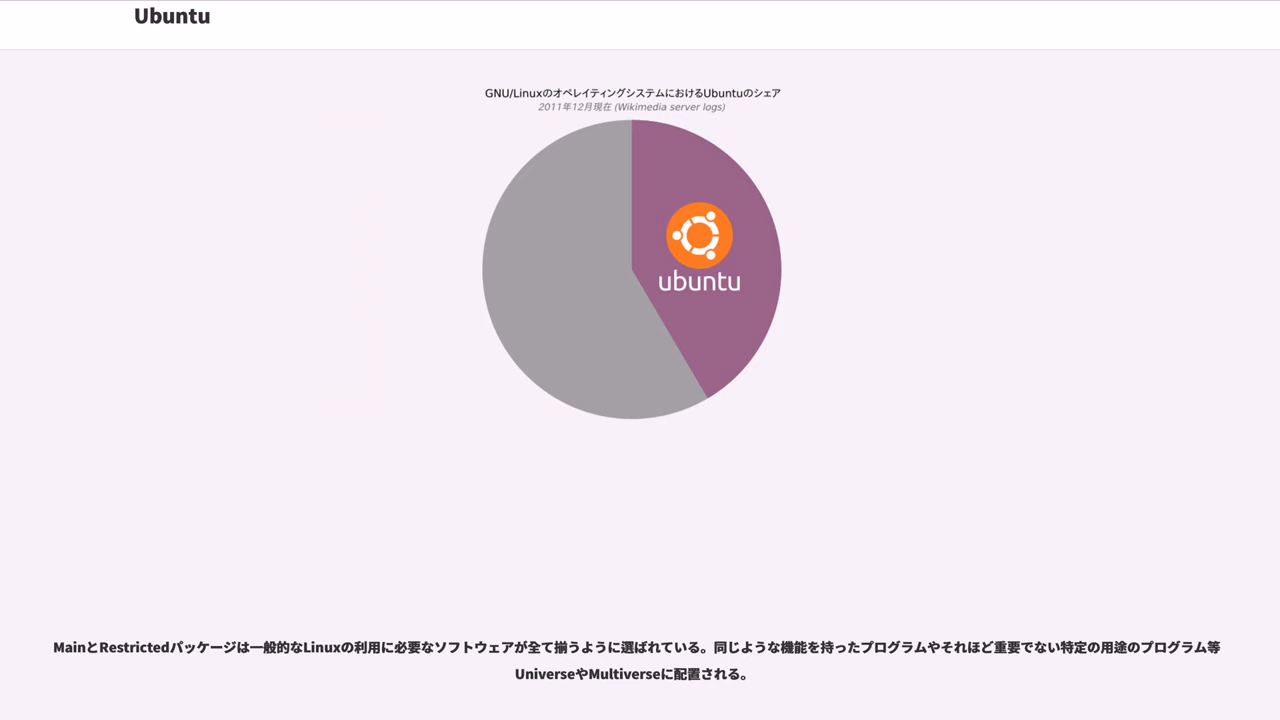 Ubuntu
GNU/LinuxのオペレイティングシステムにおけるUbuntuのシェア
2011年12月現在 (Wikimedia server logs)
ubuntu
MainとRestrictedパッケージは一般的なLinuxの利用に必要なソフトウェアが全て揃うように選ばれている。同じような機能を持ったプログラムやそれほど重要でない特定の用途のプログラム等
UniverseやMultiverseに配置される。